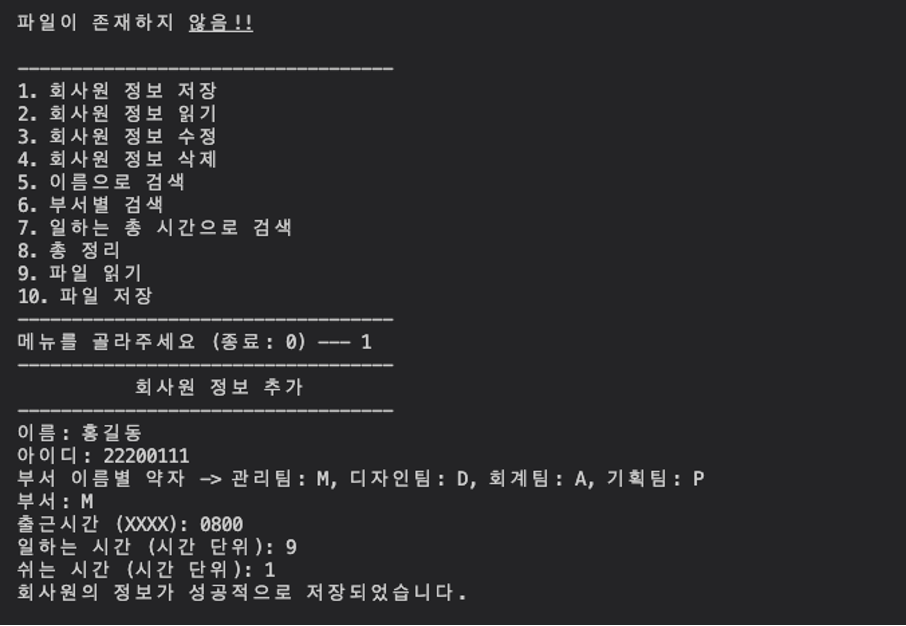 파일이 존재하지 않음!!
-----------------------------------
1. 회사원 정보 저장
2. 회사원 정보 읽기
3. 회사원 정보 수정
4. 회사원 정보 삭제
5. 이름으로 검색
6. 부서별 검색
7. 일하는 총 시간으로 검색
8. 총 정리
9. 파일 읽기
10. 파일 저장
-----------------------------------
메뉴를 골라주세요 (종료: 0) --- 1
-----------------------------------
회사원 정보 추가
-----------------------------------
이름: 홍길동
아이디: 22200111
부서 이름별 약자 -> 관리팀: M, 디자인팀: D, 회계팀: A, 기획팀: P
부서: M
출근시간 (XXXX): 0800
일하는 시간 (시간 단위): 9
쉬는 시간 (시간 단위): 1
회사원의 정보가 성공적으로 저장되었습니다.